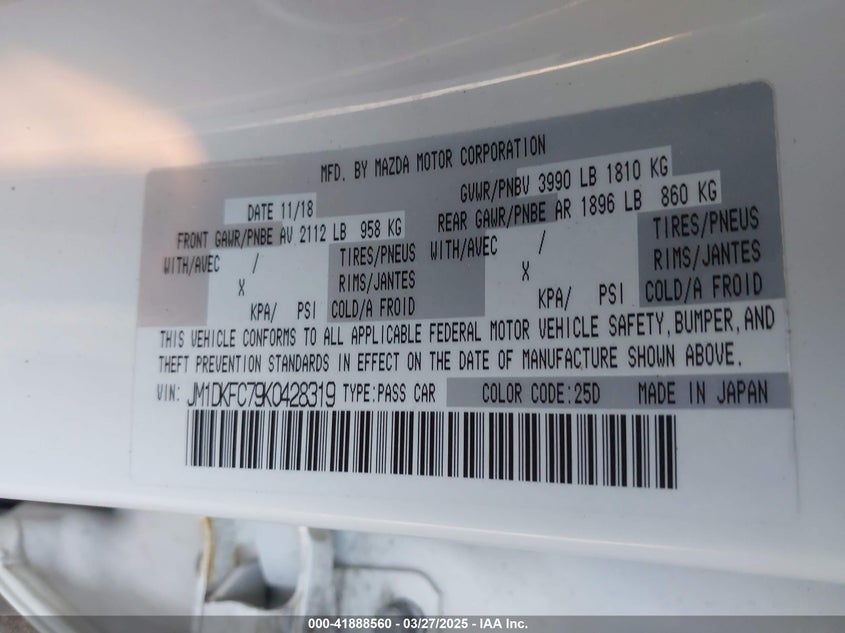 MFD. BY MAZDA MOTOR CORPORATION
DATE 11/18 GVWR/PNBV 3990 LB 1810 KG
FRONT GAWR/PNBE AV 2112 LB 958 KG REAR GAWR/PNBE AR 1896 LB 860 KG
WITH/AVEC / TIRES/PNEUS WITH/AVEC / TIRES/PNEUS
X RIMS/JANTES X RIMS/JANTES
KPA/ PSI COLD/A FROID KPA/ PSI COLD/A FROID
THIS VEHICLE CONFORMS TO ALL APPLICABLE FEDERAL MOTOR VEHICLE SAFETY, BUMPER, AND
THEFT PREVENTION STANDARDS IN EFFECT ON THE DATE OF MANUFACTURE SHOWN ABOVE.
VIN: JM1DKFC79K0428319 TYPE:PASS CAR COLOR CODE:25D MADE IN JAPAN
000-41888560 — 03/27/2025 — IAA Inc.